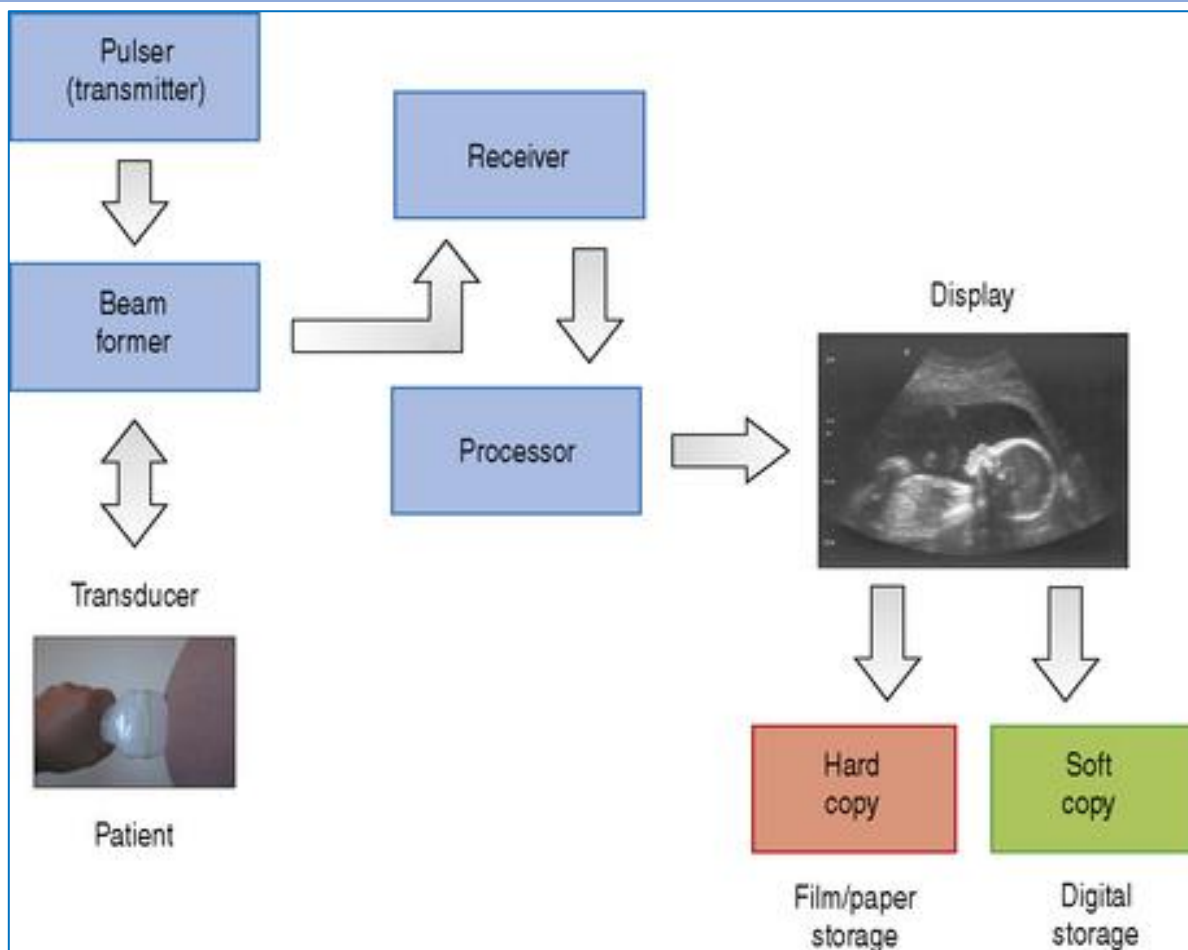 Pulser
(transmitter)
Receiver
Beam
former
Display
Processor
Transducer
Patient
Hard
copy
Soft
copy
Film/paper
storage
Digital
storage